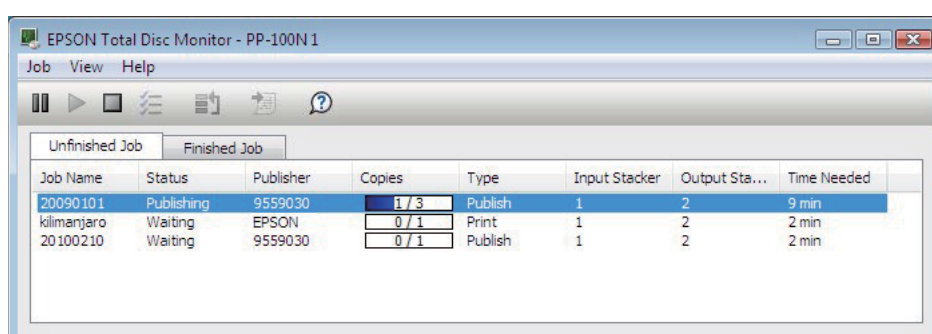 EPSON Total Disc Monitor - PP-100N 1
Job View Help
Unfinished Job Finished Job
Job Name Status Publisher Copies Type Input Stacker Output Sta... Time Needed
20090101 Publishing 9559030 1 / 3 Publish 1 2 9 min
kilimanjaro Waiting EPSON 0 / 1 Print 1 2 2 min
20100210 Waiting 9559030 0 / 1 Publish 1 2 2 min